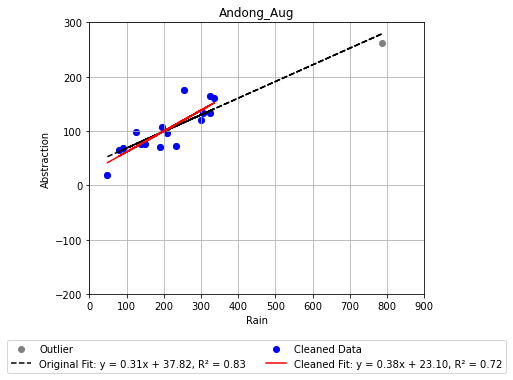 Andong_Aug
300
200
100
0
−100
−200
Abstraction
0 100 200 300 400 500 600 700 800 900
Rain
Outlier
Original Fit: y = 0.31x + 37.82, R² = 0.83
Cleaned Data
Cleaned Fit: y = 0.38x + 23.10, R² = 0.72